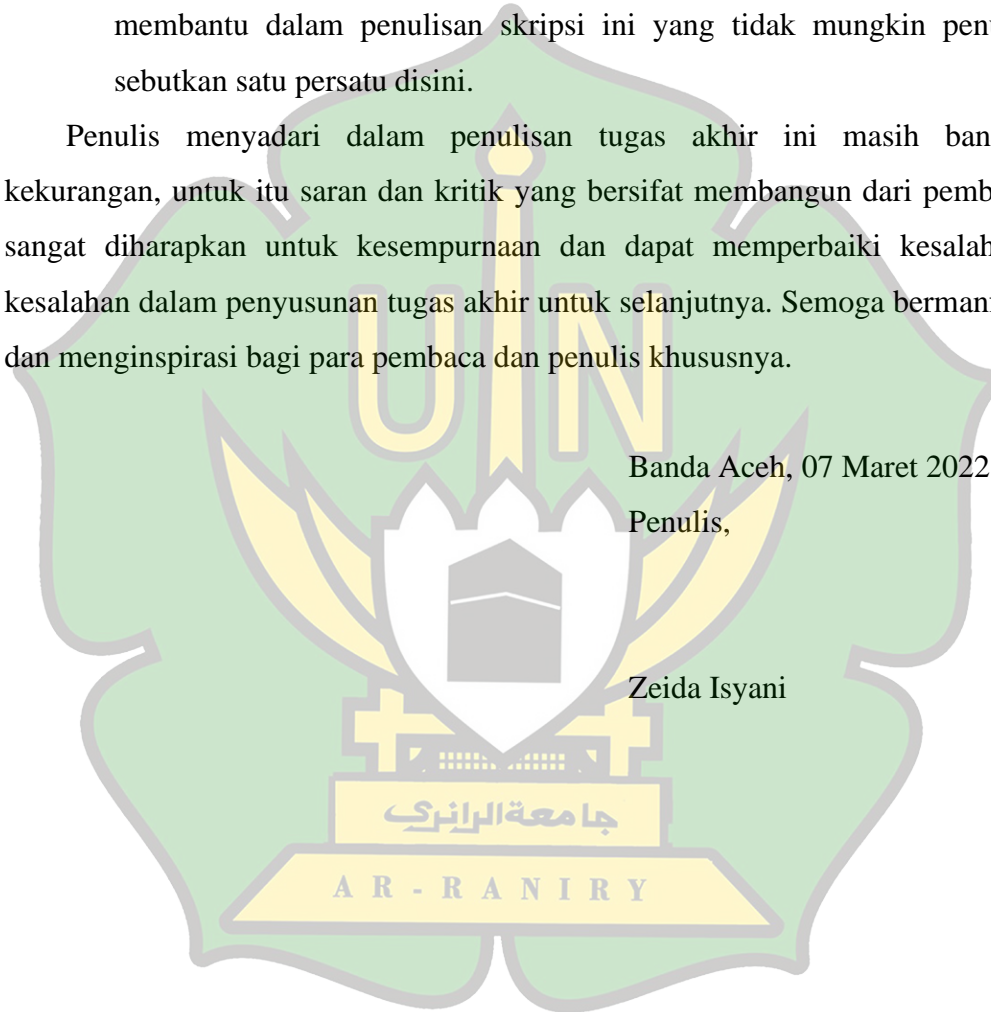 membantu dalam penulisan skripsi ini yang tidak mungkin pen
sebutkan satu persatu disini.
Penulis menyadari dalam penulisan tugas akhir ini masih ban
kekurangan, untuk itu saran dan kritik yang bersifat membangun dari pemb
sangat diharapkan untuk kesempurnaan dan dapat memperbaiki kesalah
kesalahan dalam penyusunan tugas akhir untuk selanjutnya. Semoga berman
dan menginspirasi bagi para pembaca dan penulis khususnya.
UIN
Banda Aceh, 07 Maret 2022
Penulis,
Zeida Isyani
جامعة الرانري
AR-RANIRY